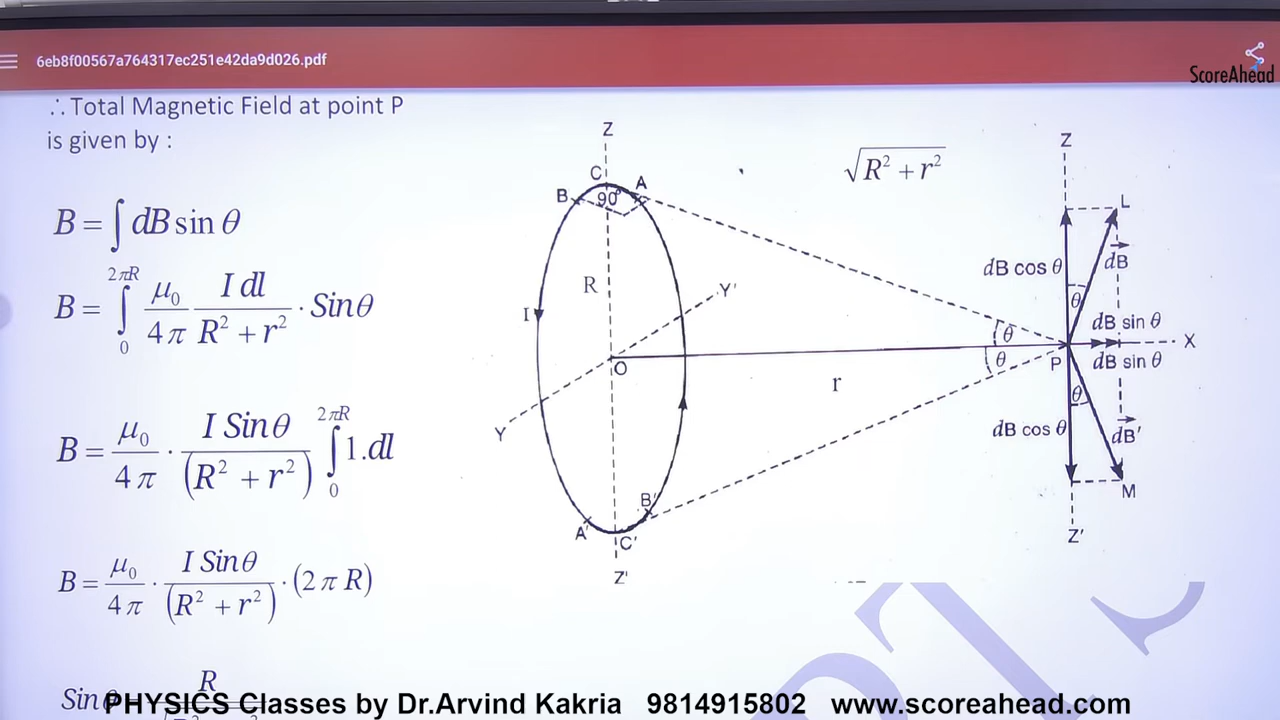 6eb8f00567a764317ec251e42da9d026.pdf
ScoreAhead
∴ Total Magnetic Field at point P
is given by :
B = ∫ dB sin θ
B = ∫₀^{2πR} μ₀/4π I dl/R² + r² · Sinθ
B = μ₀/4π · I Sinθ/(R² + r²) ∫₀^{2πR} 1.dl
B = μ₀/4π · I Sinθ/(R² + r²) · (2πR)
Sin
R
Z
C
A
B
90°
R
I
Y'
O
Y
r
B'
A'
C'
Z'
√R² + r²
Z
L
dB cos θ
dB⃗
θ
dB sin θ
θ
X
θ
P
dB sin θ
θ
dB cos θ
dB⃗'
M
Z'
PHYSICS Classes by Dr.Arvind Kakria 9814915802 www.scoreahead.com